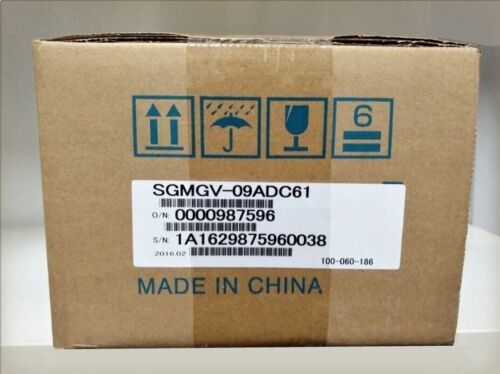 6
SGMGV-09ADC61
O/N: 0000987596
S/N: 1A1629875960038
2016.02
100-060-186
MADE IN CHINA